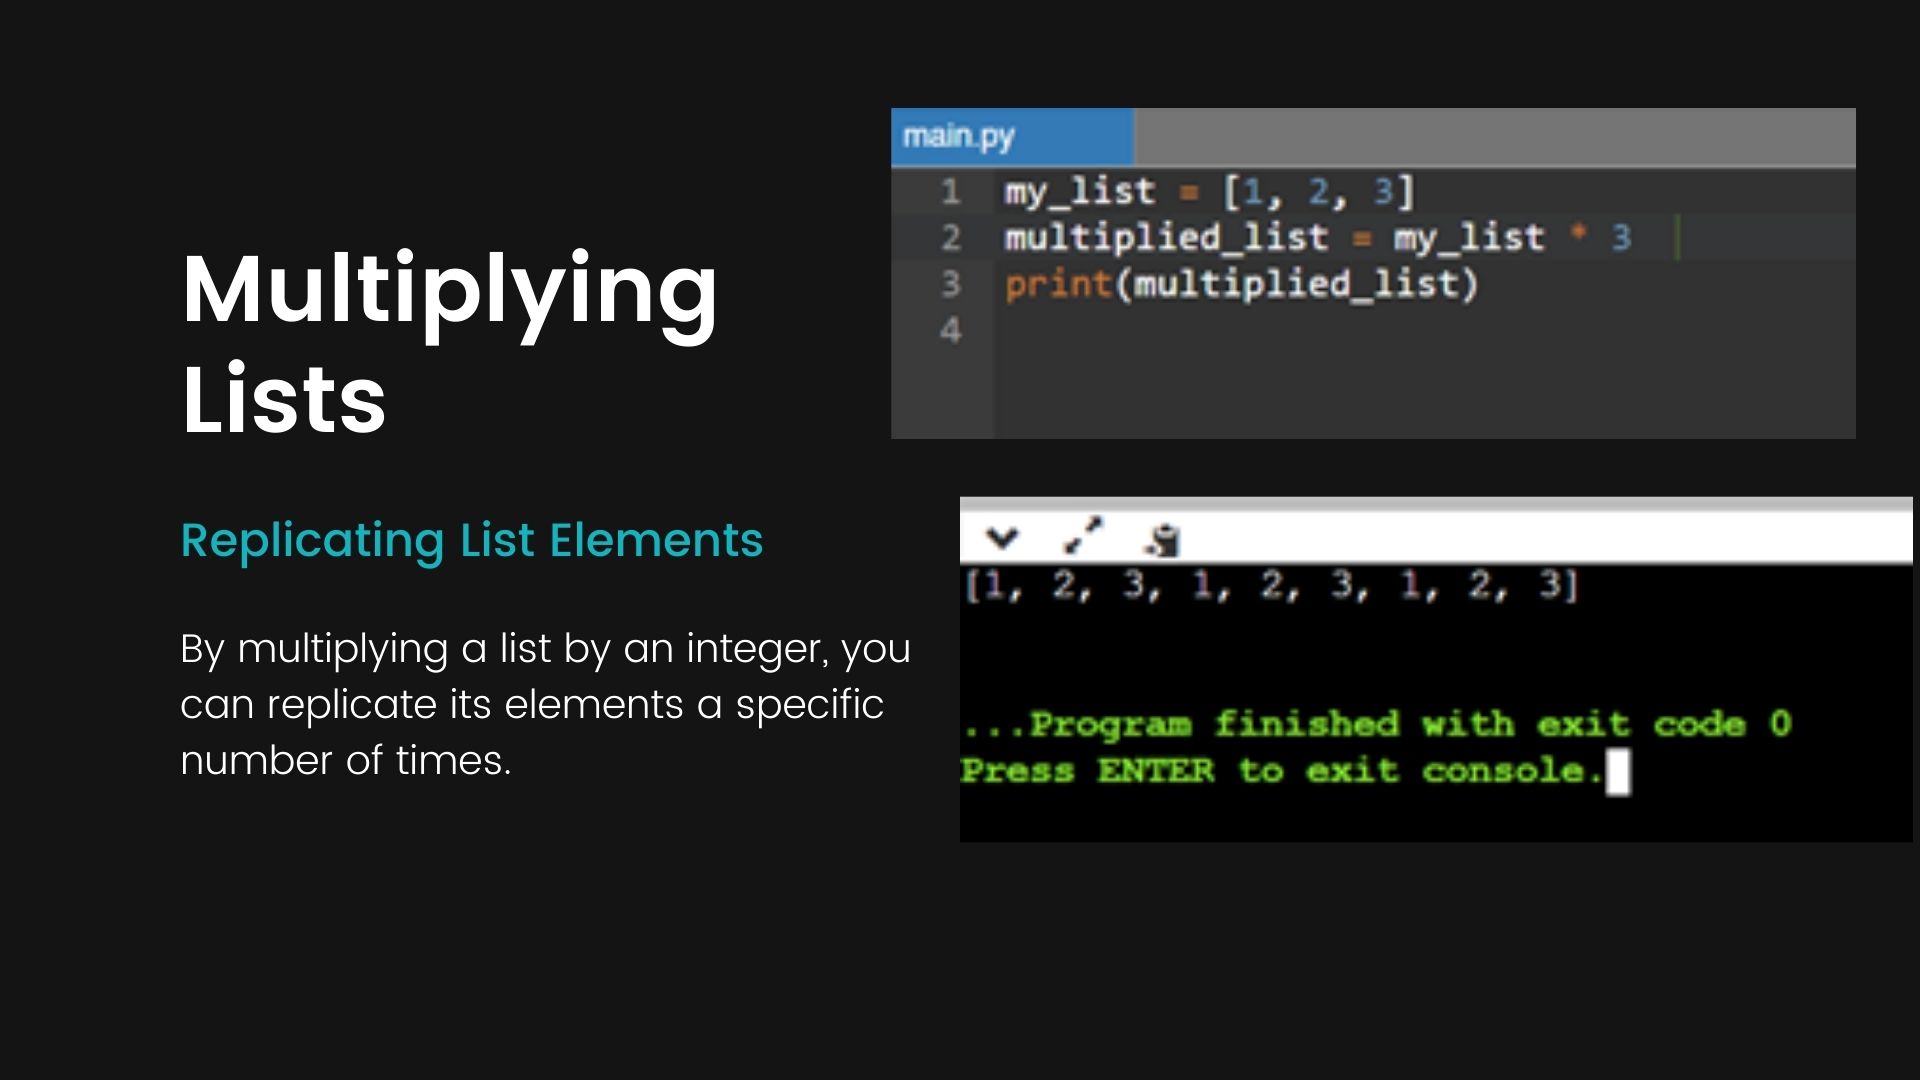 Multiplying
Lists
Replicating List Elements
By multiplying a list by an integer, you
can replicate its elements a specific
number of times.
main.py
1 my_list = [1, 2, 3]
2 multiplied_list = my_list * 3
3 print(multiplied_list)
4
[1, 2, 3, 1, 2, 3, 1, 2, 3]
...Program finished with exit code 0
Press ENTER to exit console.